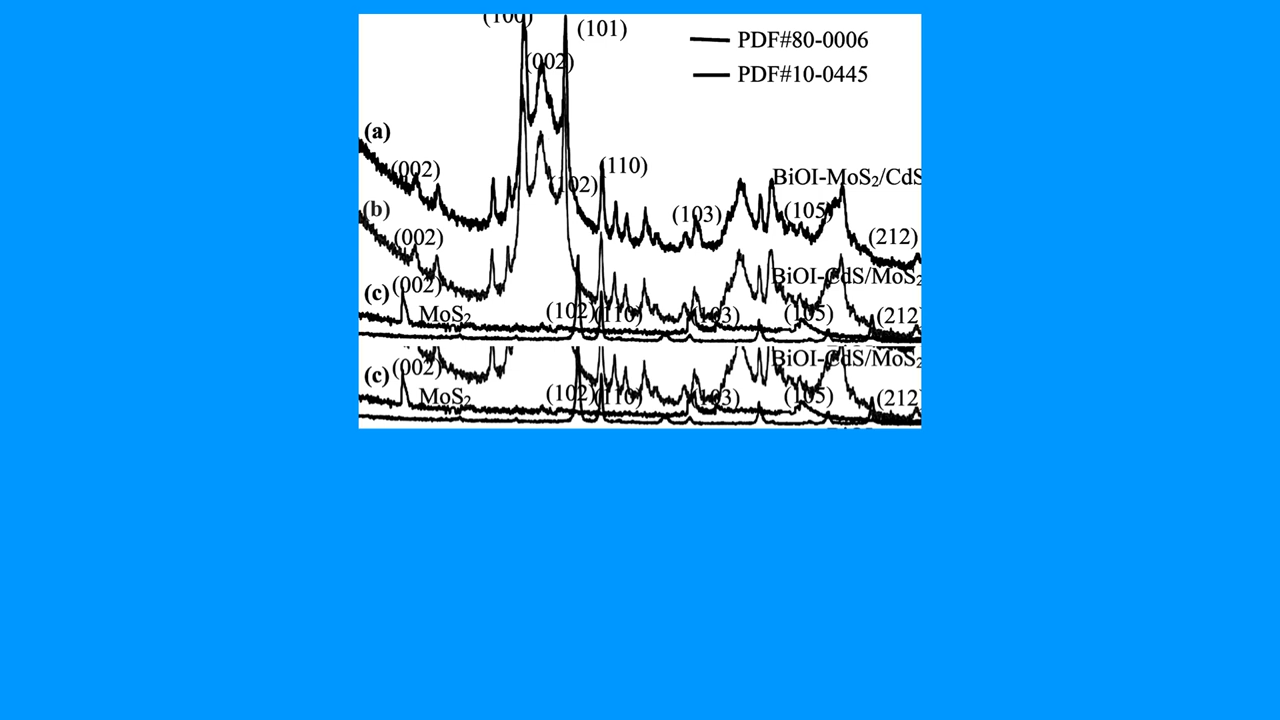 (100)
(101)
PDF#80-0006
(002)
PDF#10-0445
(a)
(002)
(102)
(110)
BiOI-MoS₂/CdS
(b)
(103)
(105)
(002)
(212)
BiOI-CdS/MoS₂
(c)
(002)
MoS₂
(102)
(110)
(103)
(105)
(212)
BiOI-CdS/MoS₂
(c)
(002)
MoS₂
(102)
(110)
(103)
(105)
(212)